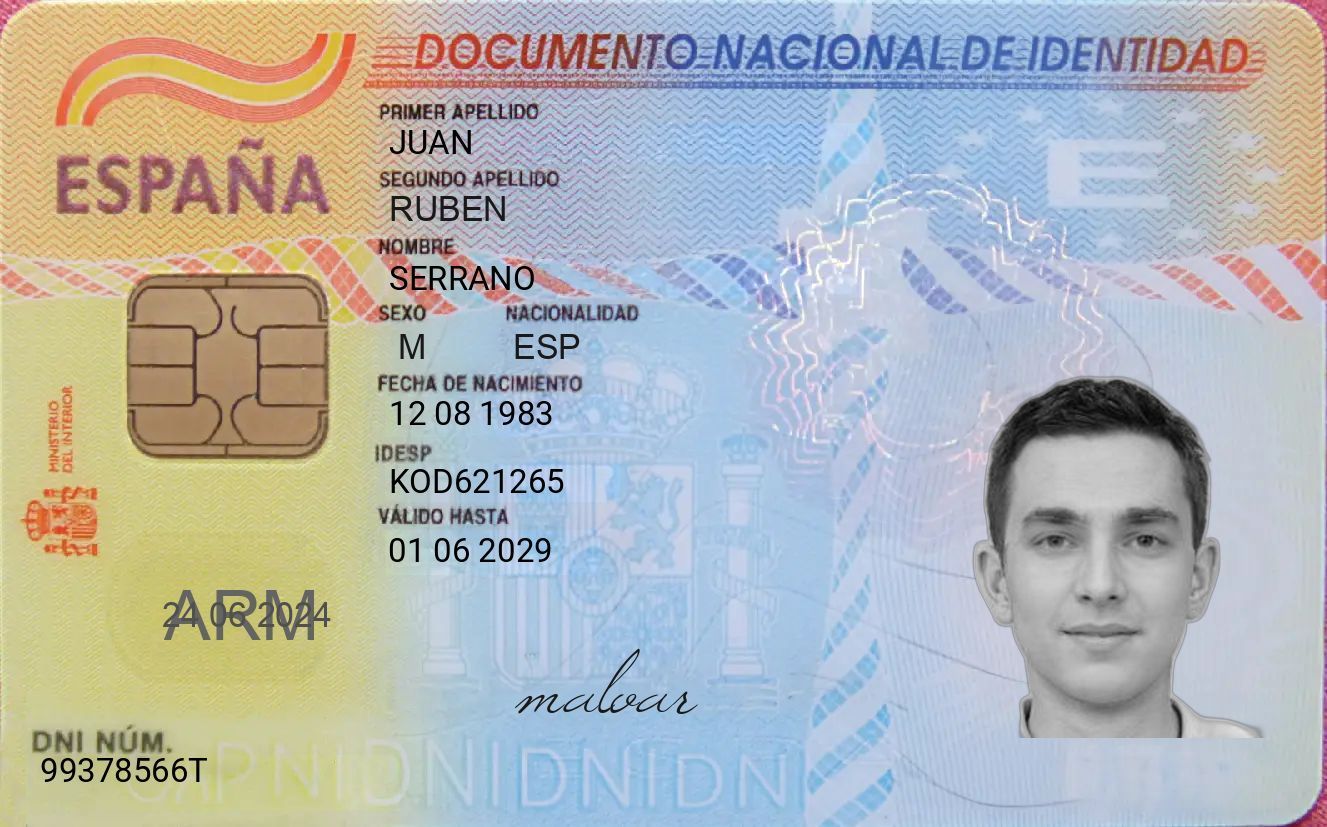 DOCUMENTO NACIONAL DE IDENTIDAD
ESPAÑA
PRIMER APELLIDO
JUAN
SEGUNDO APELLIDO
RUBEN
NOMBRE
SERRANO
SEXO NACIONALIDAD
M ESP
FECHA DE NACIMIENTO
12 08 1983
IDESP
KOD621265
VÁLIDO HASTA
01 06 2029
MINISTERIO
DEL INTERIOR
E
ARM
24 06 2024
malvar
DNI NÚM.
99378566T
DNIDNIDNIDN